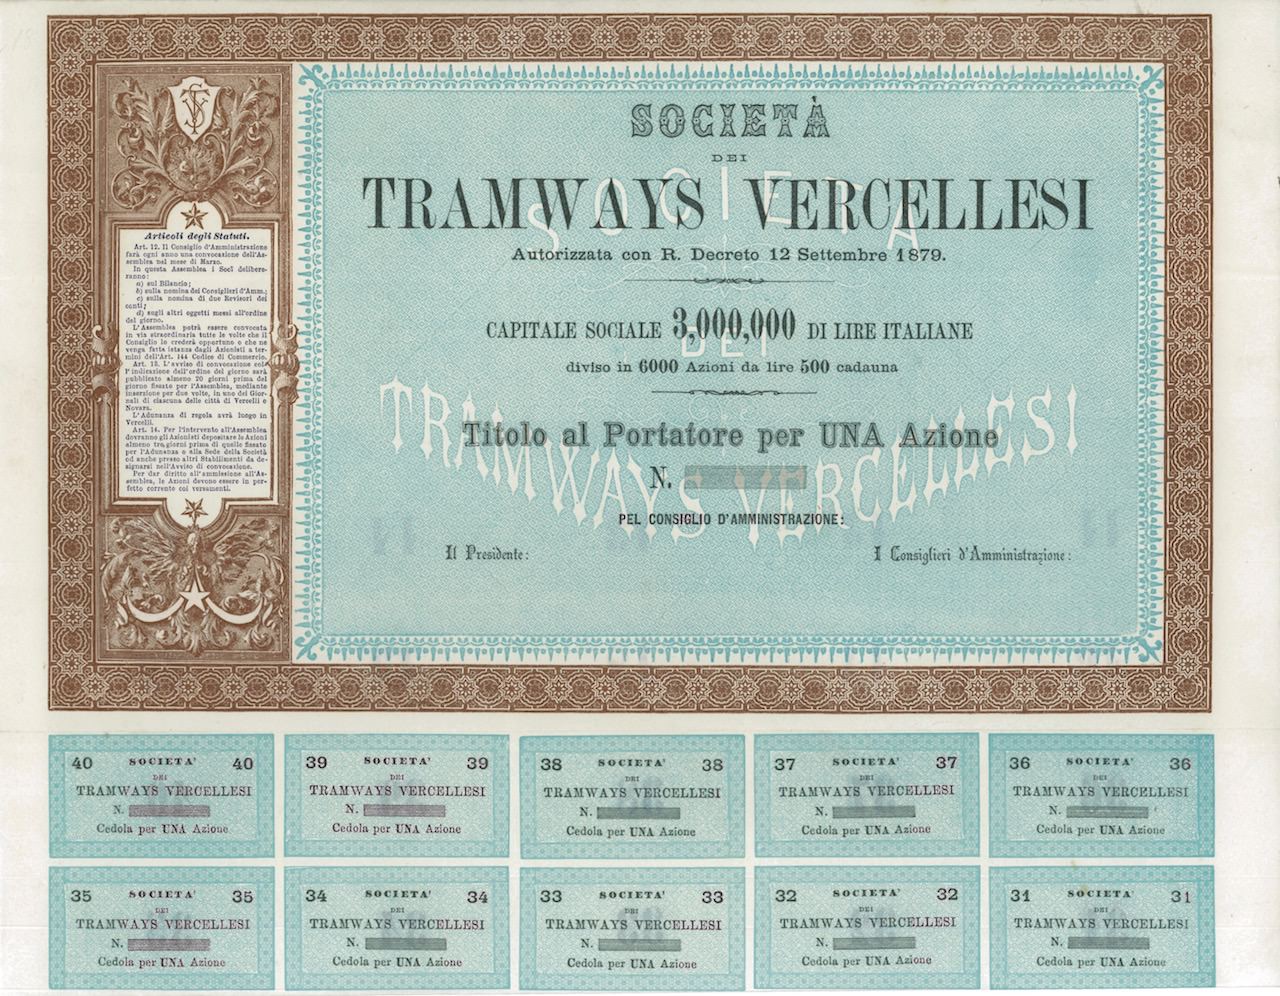 SOCIETÀ
DEI
TRAMWAYS VERCELLESI
Autorizzata con R. Decreto 12 Settembre 1879.
CAPITALE SOCIALE 3,000,000 DI LIRE ITALIANE
diviso in 6000 Azioni da lire 500 cadauna
Titolo al Portatore per UNA Azione
N.
PEL CONSIGLIO D'AMMINISTRAZIONE:
Il Presidente:
I Consiglieri d'Amministrazione:
SOCIETÀ
DEI
TRAMWAYS VERCELLESI
Articoli degli Statuti.
Art. 12. Il Consiglio d'Amministrazione
farà ogni anno una convocazione dell'As-
semblea nel mese di Marzo.
In questa Assemblea i Socî delibere-
ranno:
a) sul Bilancio;
b) sulla nomina dei Consiglieri d'Amm.;
c) sulla nomina di due Revisori dei
conti;
d) sugli altri oggetti messi all'ordine
del giorno.
L'Assemblea potrà essere convocata
in via straordinaria tutte le volte che il
Consiglio lo crederà opportuno o che ne
venga fatta istanza dagli Azionisti a ter-
mini dell'Art. 144 Codice di Commercio.
Art. 13. L'avviso di convocazione col-
l'indicazione dell'ordine del giorno sarà
pubblicato almeno 20 giorni prima del
giorno fissato per l'Assemblea, mediante
inserzione per due volte, in uno dei Gior-
nali di ciascuna delle città di Vercelli e
Novara.
L'Adunanza di regola avrà luogo in
Vercelli.
Art. 14. Per l'intervento all'Assemblea
dovranno gli Azionisti depositare le Azioni
almeno tre giorni prima di quello fissato
per l'Adunanza o alla Sede della Società
od anche presso altri Stabilimenti da de-
signarsi nell'Avviso di convocazione.
Per dar diritto all'ammissione all'As-
semblea, le Azioni devono essere in per-
fetto corrente coi versamenti.
40 SOCIETA' 40
DEI
TRAMWAYS VERCELLESI
N.
Cedola per UNA Azione
39 SOCIETA' 39
DEI
TRAMWAYS VERCELLESI
N.
Cedola per UNA Azione
38 SOCIETA' 38
DEI
TRAMWAYS VERCELLESI
N.
Cedola per UNA Azione
37 SOCIETA' 37
DEI
TRAMWAYS VERCELLESI
N.
Cedola per UNA Azione
36 SOCIETA' 36
DEI
TRAMWAYS VERCELLESI
N.
Cedola per UNA Azione
35 SOCIETA' 35
DEI
TRAMWAYS VERCELLESI
N.
Cedola per UNA Azione
34 SOCIETA' 34
DEI
TRAMWAYS VERCELLESI
N.
Cedola per UNA Azione
33 SOCIETA' 33
DEI
TRAMWAYS VERCELLESI
N.
Cedola per UNA Azione
32 SOCIETA' 32
DEI
TRAMWAYS VERCELLESI
N.
Cedola per UNA Azione
31 SOCIETA' 31
DEI
TRAMWAYS VERCELLESI
N.
Cedola per UNA Azione